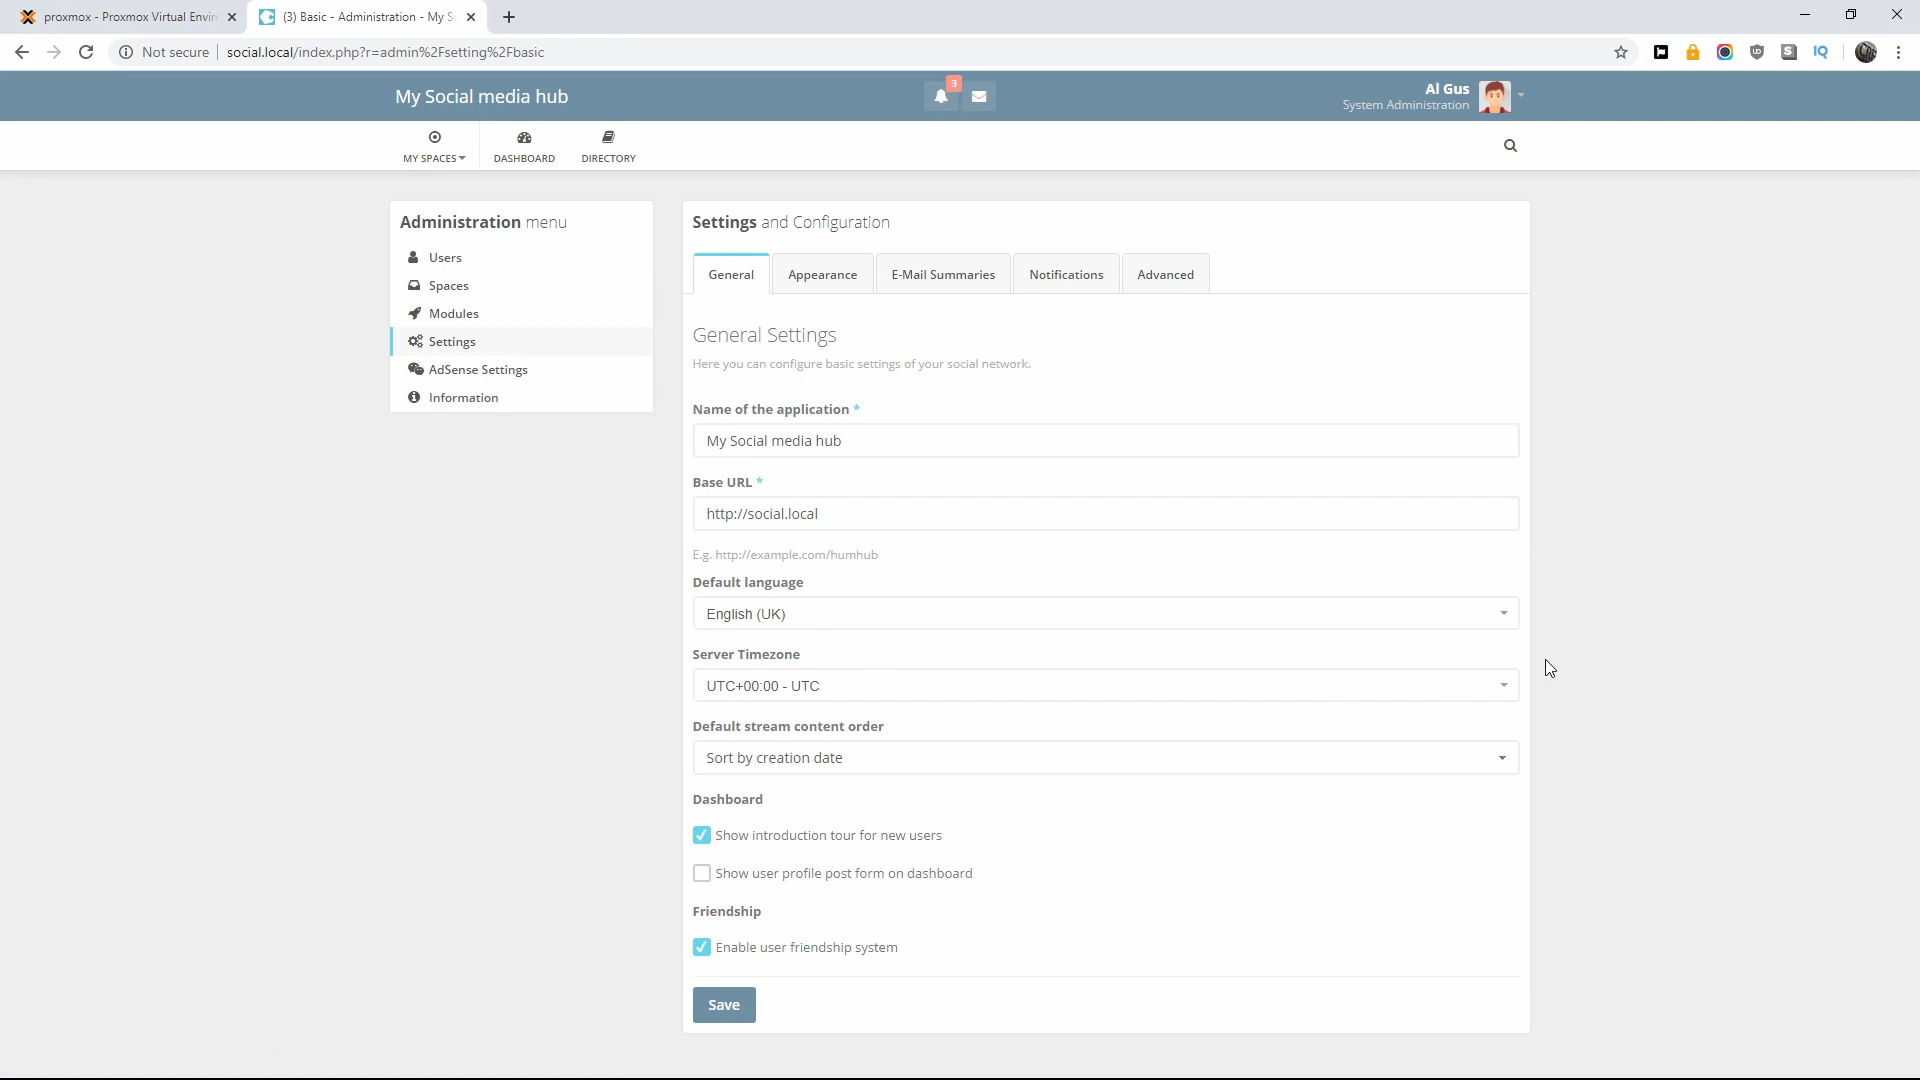 proxmox - Proxmox Virtual Envir
(3) Basic - Administration - My S
Not secure
social.local/index.php?r=admin%2Fsetting%2Fbasic
My Social media hub
3
Al Gus
System Administration
MY SPACES
DASHBOARD
DIRECTORY
Administration menu
Users
Spaces
Modules
Settings
AdSense Settings
Information
Settings and Configuration
General
Appearance
E-Mail Summaries
Notifications
Advanced
General Settings
Here you can configure basic settings of your social network.
Name of the application *
My Social media hub
Base URL *
http://social.local
E.g. http://example.com/humhub
Default language
English (UK)
Server Timezone
UTC+00:00 - UTC
Default stream content order
Sort by creation date
Dashboard
Show introduction tour for new users
Show user profile post form on dashboard
Friendship
Enable user friendship system
Save